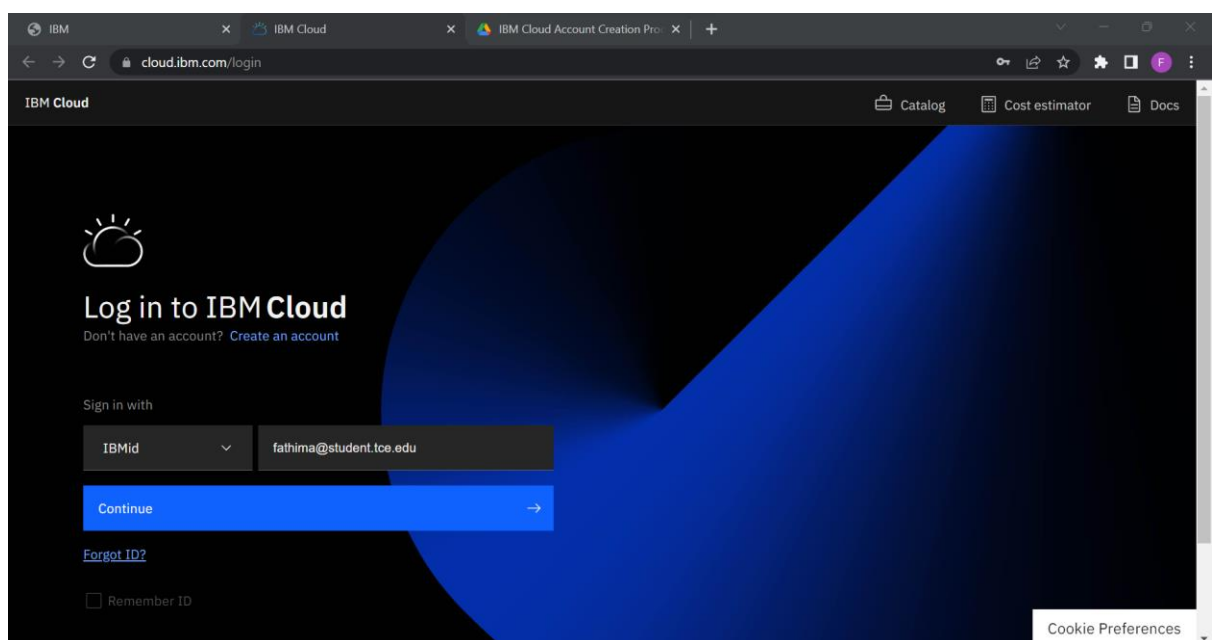 IBM IBM Cloud IBM Cloud Account Creation Pro
cloud.ibm.com/login F
IBM Cloud Catalog Cost estimator Docs
Log in to IBM Cloud
Don't have an account? Create an account
Sign in with
IBMid fathima@student.tce.edu
Continue
Forgot ID?
Remember ID
Cookie Preferences